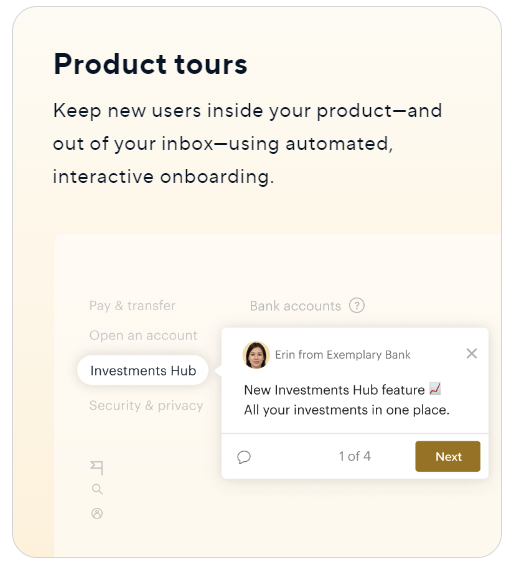 Product tours
Keep new users inside your product—and
out of your inbox—using automated,
interactive onboarding.
Pay & transfer
Bank accounts ?
Open an account
Investments Hub
Security & privacy
Erin from Exemplary Bank
New Investments Hub feature 📈
All your investments in one place.
1 of 4
Next